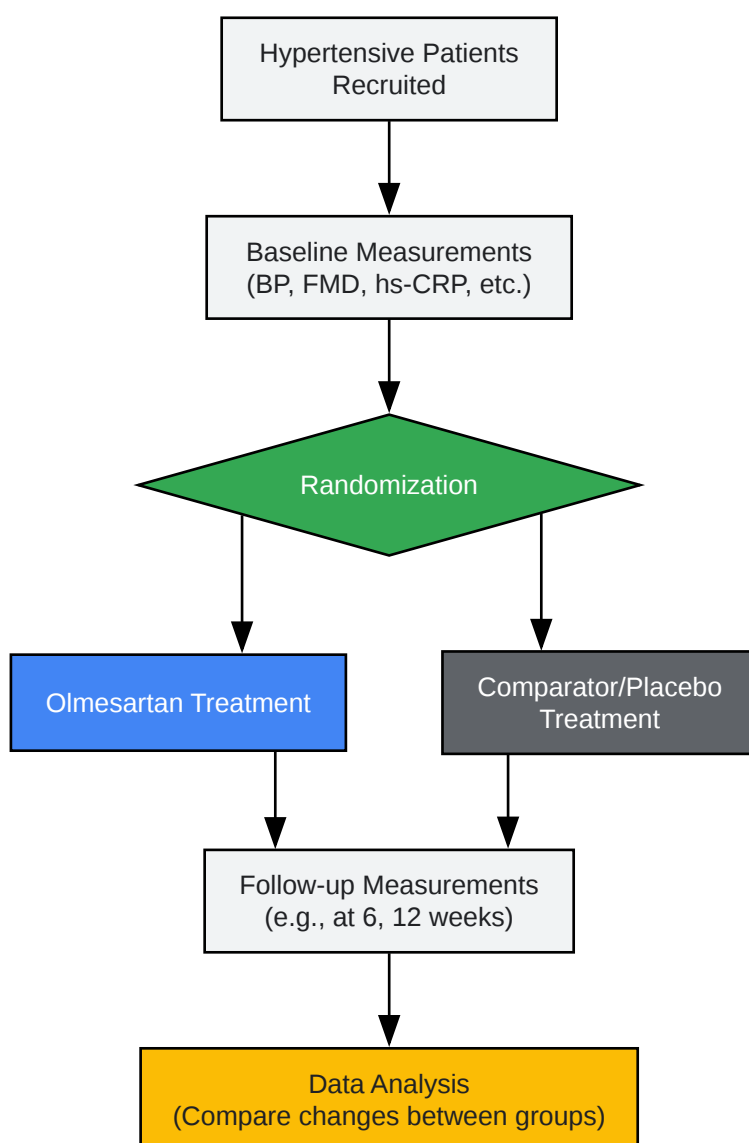 Hypertensive Patients
Recruited
Baseline Measurements
(BP, FMD, hs-CRP, etc.)
Randomization
Olmesartan Treatment
Comparator/Placebo
Treatment
Follow-up Measurements
(e.g., at 6, 12 weeks)
Data Analysis
(Compare changes between groups)